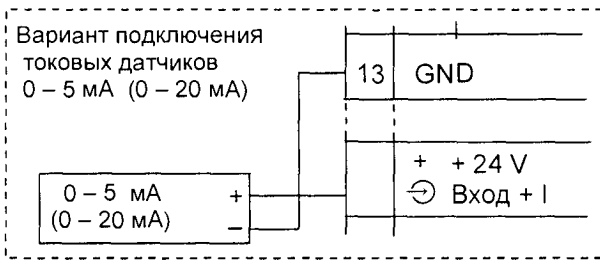 Вариант подключения
токовых датчиков
0 – 5 мА (0 – 20 мА)
13 GND
+ + 24 V
Вход + I
0 – 5 мА +
(0 – 20 мА) –